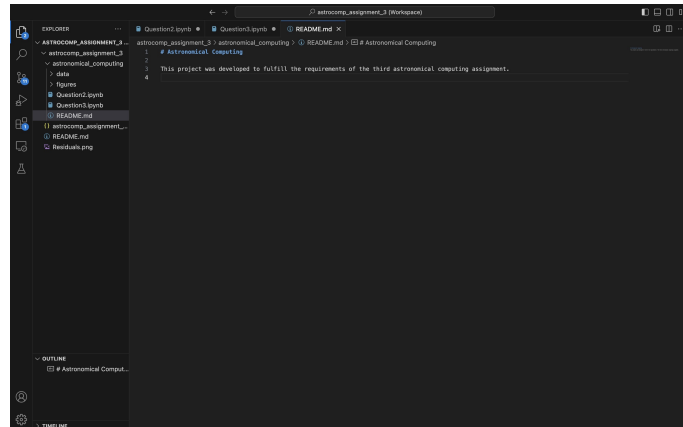 astrocomp_assignment_3 (Workspace)
EXPLORER
Question2.ipynb
Question3.ipynb
README.md
ASTROCOMP_ASSIGNMENT_3 ...
astrocomp_assignment_3
astronomical_computing
data
figures
Question2.ipynb
Question3.ipynb
README.md
astrocomp_assignment_...
README.md
Residuals.png
astrocomp_assignment_3 > astronomical_computing > README.md > # Astronomical Computing
1 # Astronomical Computing
2
3 This project was developed to fulfill the requirements of the third astronomical computing assignment.
4
OUTLINE
# Astronomical Comput...
TIMELINE